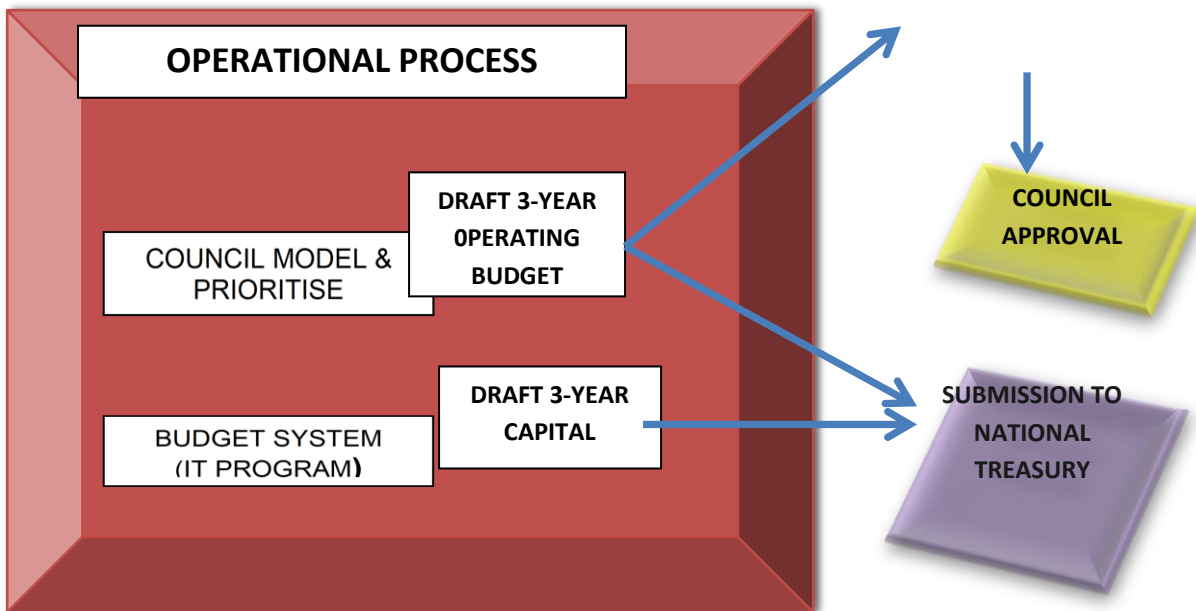 OPERATIONAL PROCESS
DRAFT 3-YEAR
0PERATING
BUDGET
COUNCIL MODEL &
PRIORITISE
DRAFT 3-YEAR
CAPITAL
BUDGET SYSTEM
(IT PROGRAM)
COUNCIL
APPROVAL
SUBMISSION TO
NATIONAL
TREASURY